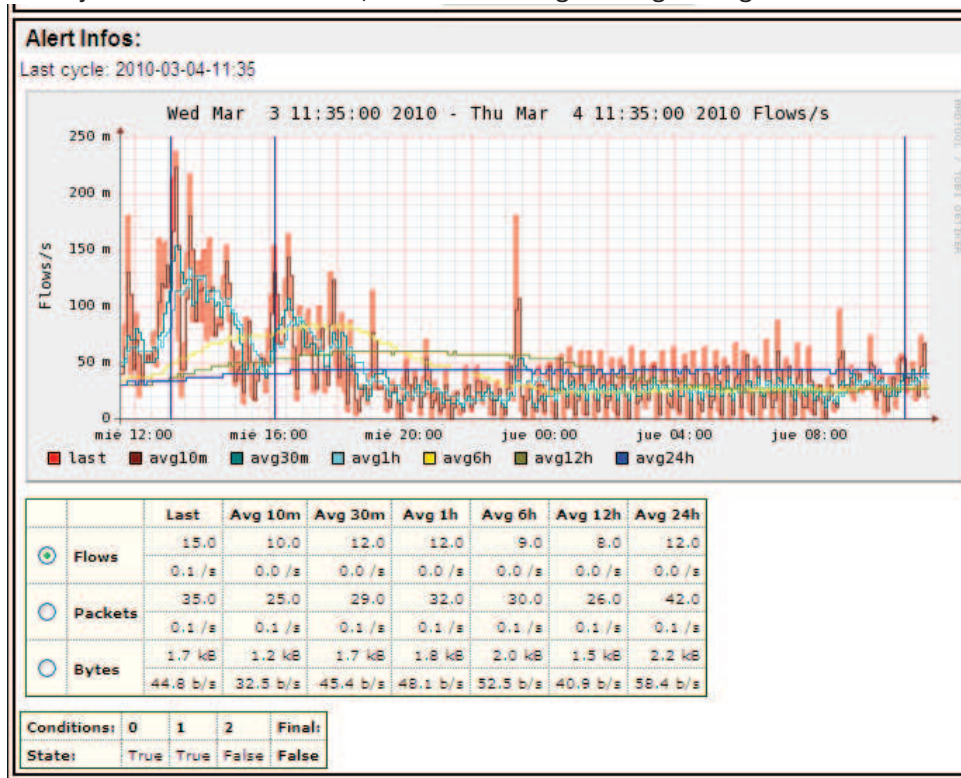 Alert Infos:
Last cycle: 2010-03-04-11:35
Wed Mar 3 11:35:00 2010 - Thu Mar 4 11:35:00 2010 Flows/s
250 m
200 m
150 m
100 m
50 m
0
Flows/s
mié 12:00 mié 16:00 mié 20:00 jue 00:00 jue 04:00 jue 08:00
last avg10m avg30m avg1h avg6h avg12h avg24h
RRDTOOL / TOBI OETIKER
Last Avg 10m Avg 30m Avg 1h Avg 6h Avg 12h Avg 24h
Flows 15.0 10.0 12.0 12.0 9.0 8.0 12.0
0.1 /s 0.0 /s 0.0 /s 0.0 /s 0.0 /s 0.0 /s 0.0 /s
Packets 35.0 25.0 29.0 32.0 30.0 26.0 42.0
0.1 /s 0.1 /s 0.1 /s 0.1 /s 0.1 /s 0.1 /s 0.1 /s
Bytes 1.7 kB 1.2 kB 1.7 kB 1.8 kB 2.0 kB 1.5 kB 2.2 kB
44.8 b/s 32.5 b/s 45.4 b/s 48.1 b/s 52.5 b/s 40.9 b/s 58.4 b/s
Conditions: 0 1 2 Final:
State: True True False False